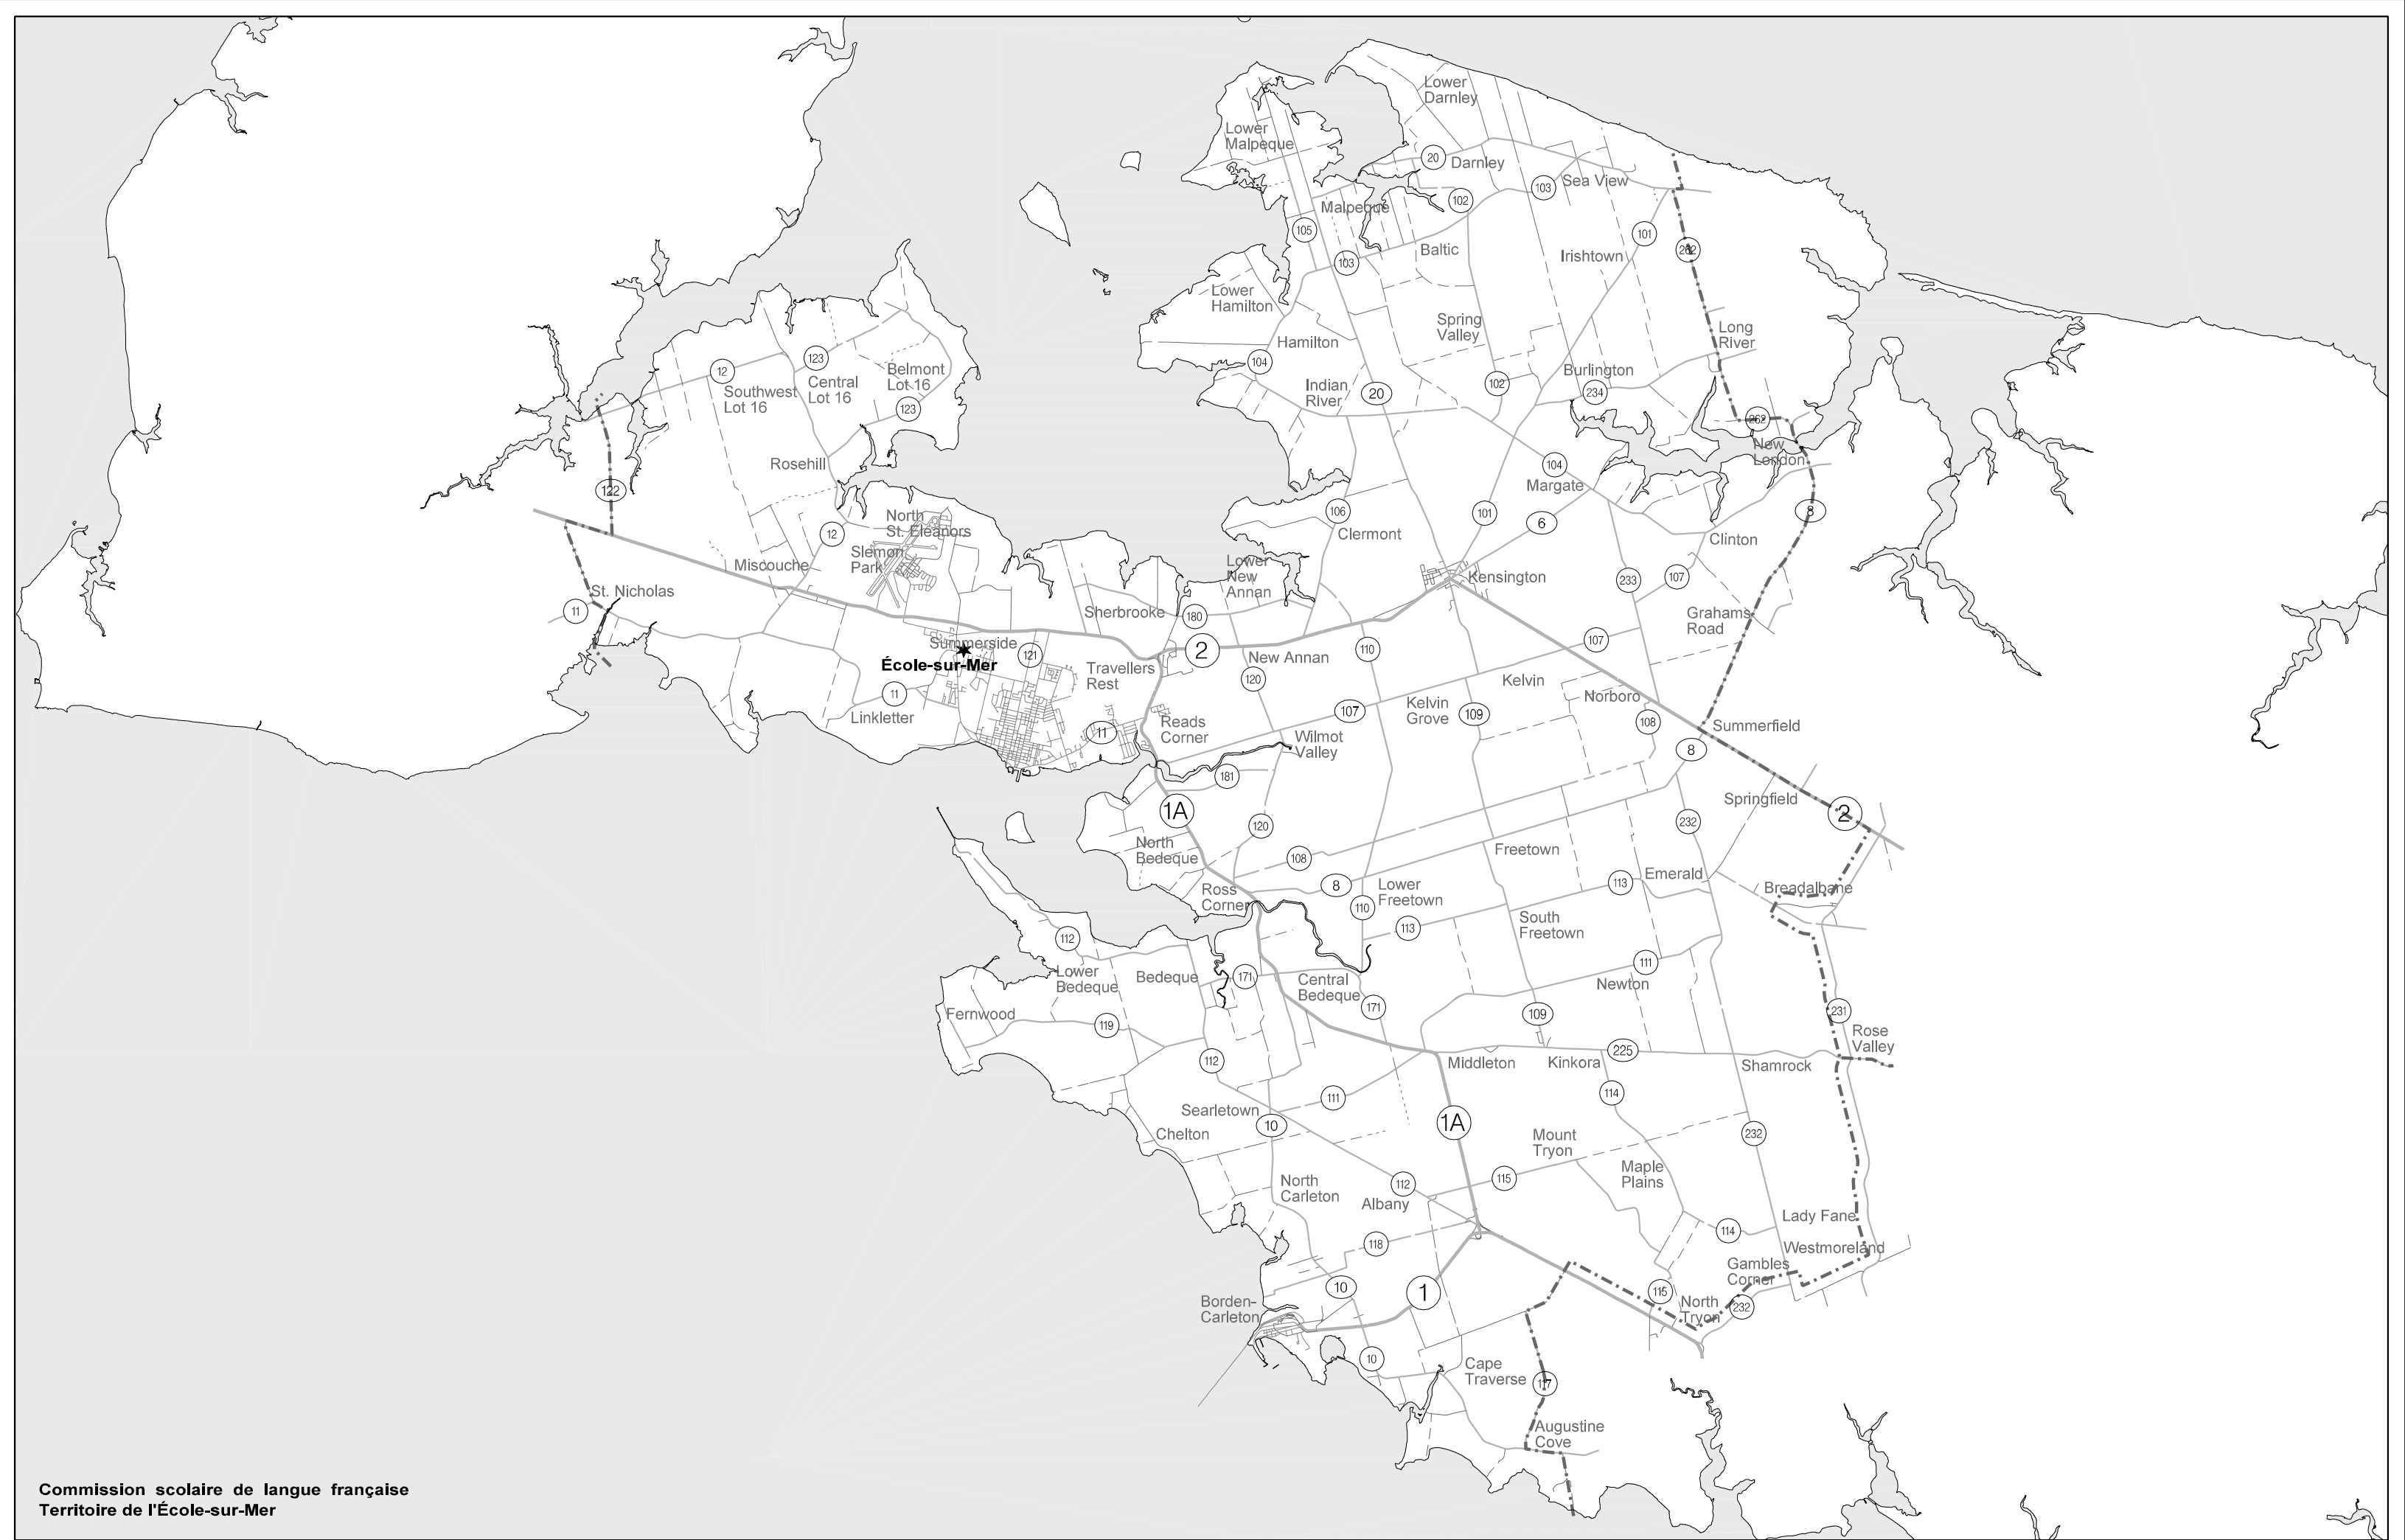 Lower
Darnley
Lower
Malpeque
20
Darnley
103
Sea View
102
Malpeque
105
101
262
Baltic
Irishtown
103
Lower
Hamilton
Spring
Valley
Long
River
Hamilton
123
104
12
Belmont
Lot 16
Central
Lot 16
Southwest
Lot 16
Burlington
102
234
Indian
River
20
123
262
New
London
Rosehill
104
Margate
122
106
101
6
8
North
St. Eleanors
12
Clermont
Clinton
Slemon
Park
Miscouche
Lower
New
Annan
Kensington
233
107
St. Nicholas
11
Sherbrooke
180
Grahams
Road
107
Summerside
École-sur-Mer
121
2
New Annan
110
Travellers
Rest
120
Kelvin
11
Linkletter
107
Kelvin
Grove
109
Norboro
108
Summerfield
Reads
Corner
11
Wilmot
Valley
8
181
Springfield
1A
2
232
120
North
Bedeque
108
Freetown
8
Lower
Freetown
113
Emerald
Breadalbane
Ross
Corner
110
113
South
Freetown
112
Lower
Bedeque
Bedeque
171
Central
Bedeque
111
Newton
171
Fernwood
119
109
231
Rose
Valley
112
Middleton
Kinkora
225
Shamrock
114
111
Searletown
10
1A
Chelton
232
Mount
Tryon
Maple
Plains
115
112
Albany
North
Carleton
Lady Fane
114
118
Westmoreland
Gambles
Corner
10
1
115
North
Tryon
232
Borden-
Carleton
10
Cape
Traverse
117
Augustine
Cove
Commission scolaire de langue française
Territoire de l'École-sur-Mer